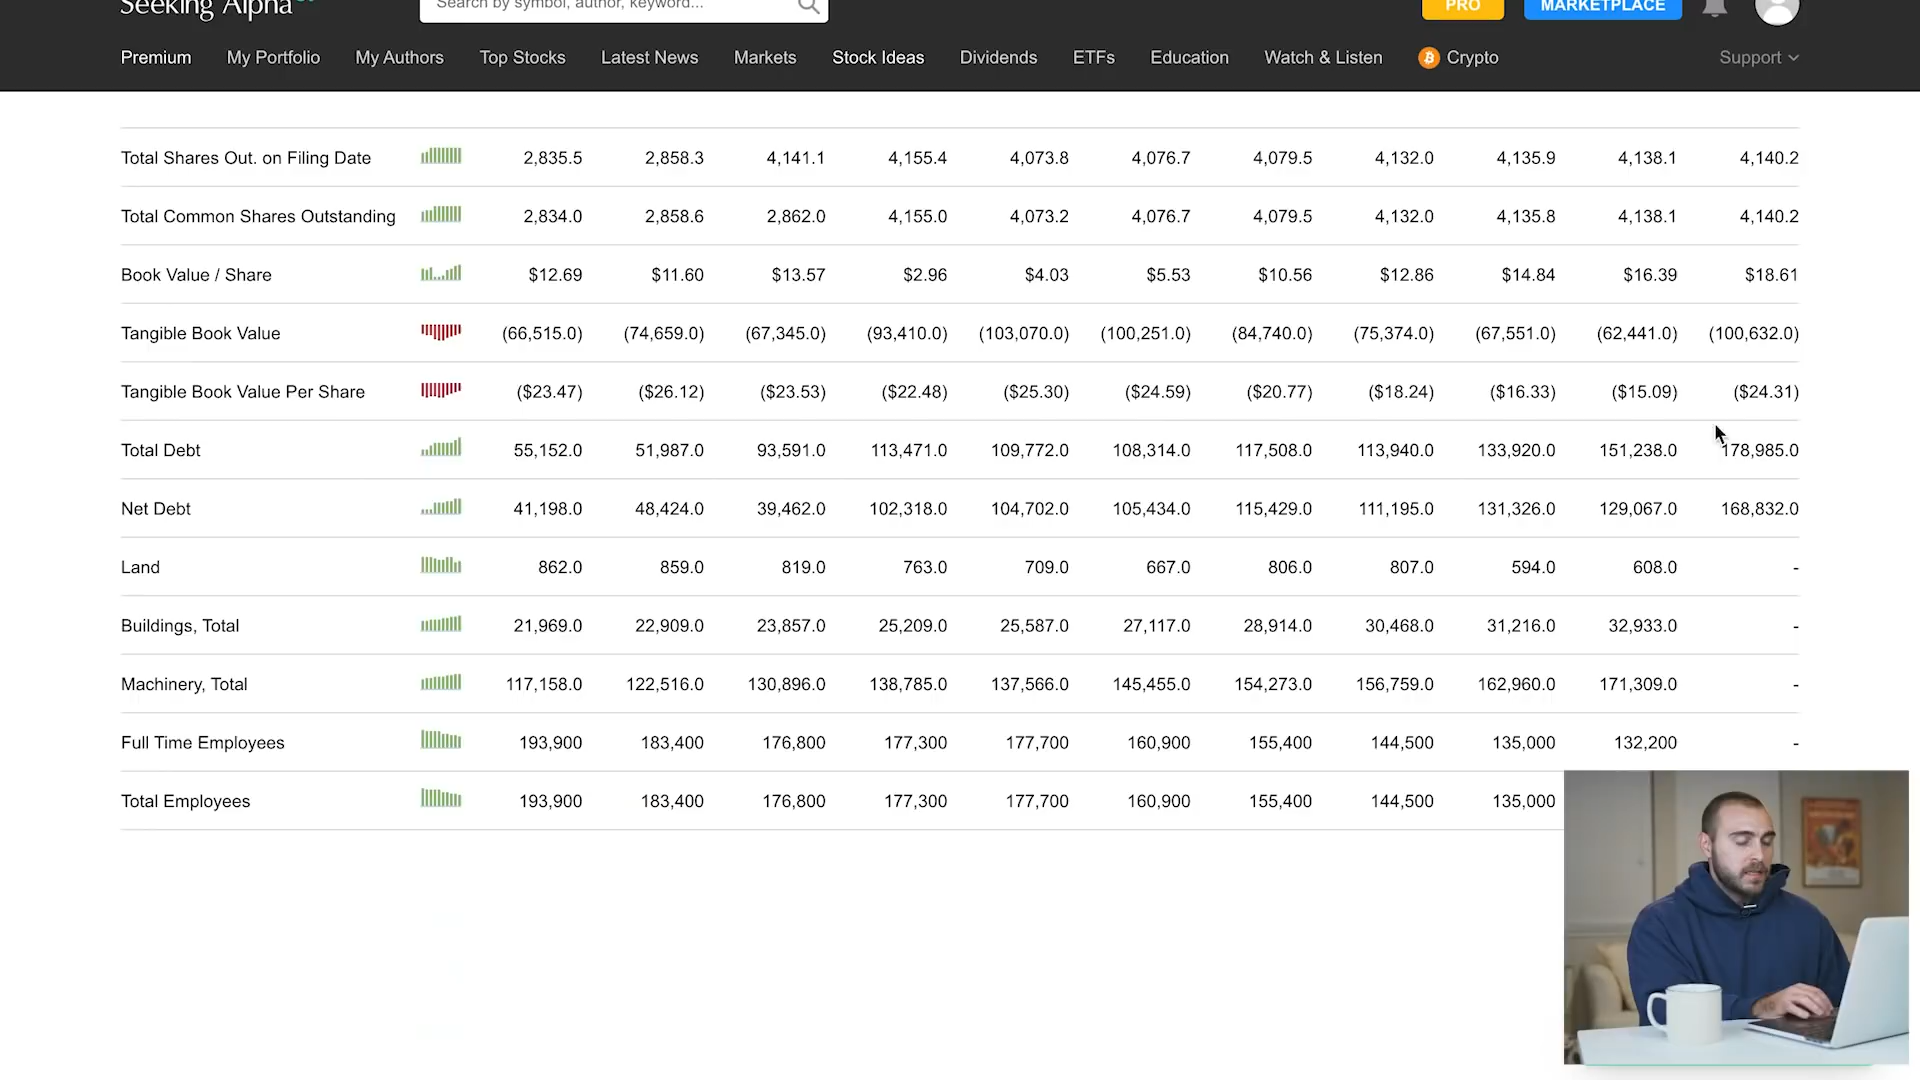 Seeking Alpha
Search by symbol, author, keyword...
PRO
MARKETPLACE
Premium My Portfolio My Authors Top Stocks Latest News Markets Stock Ideas Dividends ETFs Education Watch & Listen Crypto Support
Total Shares Out. on Filing Date 2,835.5 2,858.3 4,141.1 4,155.4 4,073.8 4,076.7 4,079.5 4,132.0 4,135.9 4,138.1 4,140.2
Total Common Shares Outstanding 2,834.0 2,858.6 2,862.0 4,155.0 4,073.2 4,076.7 4,079.5 4,132.0 4,135.8 4,138.1 4,140.2
Book Value / Share $12.69 $11.60 $13.57 $2.96 $4.03 $5.53 $10.56 $12.86 $14.84 $16.39 $18.61
Tangible Book Value (66,515.0) (74,659.0) (67,345.0) (93,410.0) (103,070.0) (100,251.0) (84,740.0) (75,374.0) (67,551.0) (62,441.0) (100,632.0)
Tangible Book Value Per Share ($23.47) ($26.12) ($23.53) ($22.48) ($25.30) ($24.59) ($20.77) ($18.24) ($16.33) ($15.09) ($24.31)
Total Debt 55,152.0 51,987.0 93,591.0 113,471.0 109,772.0 108,314.0 117,508.0 113,940.0 133,920.0 151,238.0 178,985.0
Net Debt 41,198.0 48,424.0 39,462.0 102,318.0 104,702.0 105,434.0 115,429.0 111,195.0 131,326.0 129,067.0 168,832.0
Land 862.0 859.0 819.0 763.0 709.0 667.0 806.0 807.0 594.0 608.0 -
Buildings, Total 21,969.0 22,909.0 23,857.0 25,209.0 25,587.0 27,117.0 28,914.0 30,468.0 31,216.0 32,933.0 -
Machinery, Total 117,158.0 122,516.0 130,896.0 138,785.0 137,566.0 145,455.0 154,273.0 156,759.0 162,960.0 171,309.0 -
Full Time Employees 193,900 183,400 176,800 177,300 177,700 160,900 155,400 144,500 135,000 132,200 -
Total Employees 193,900 183,400 176,800 177,300 177,700 160,900 155,400 144,500 135,000